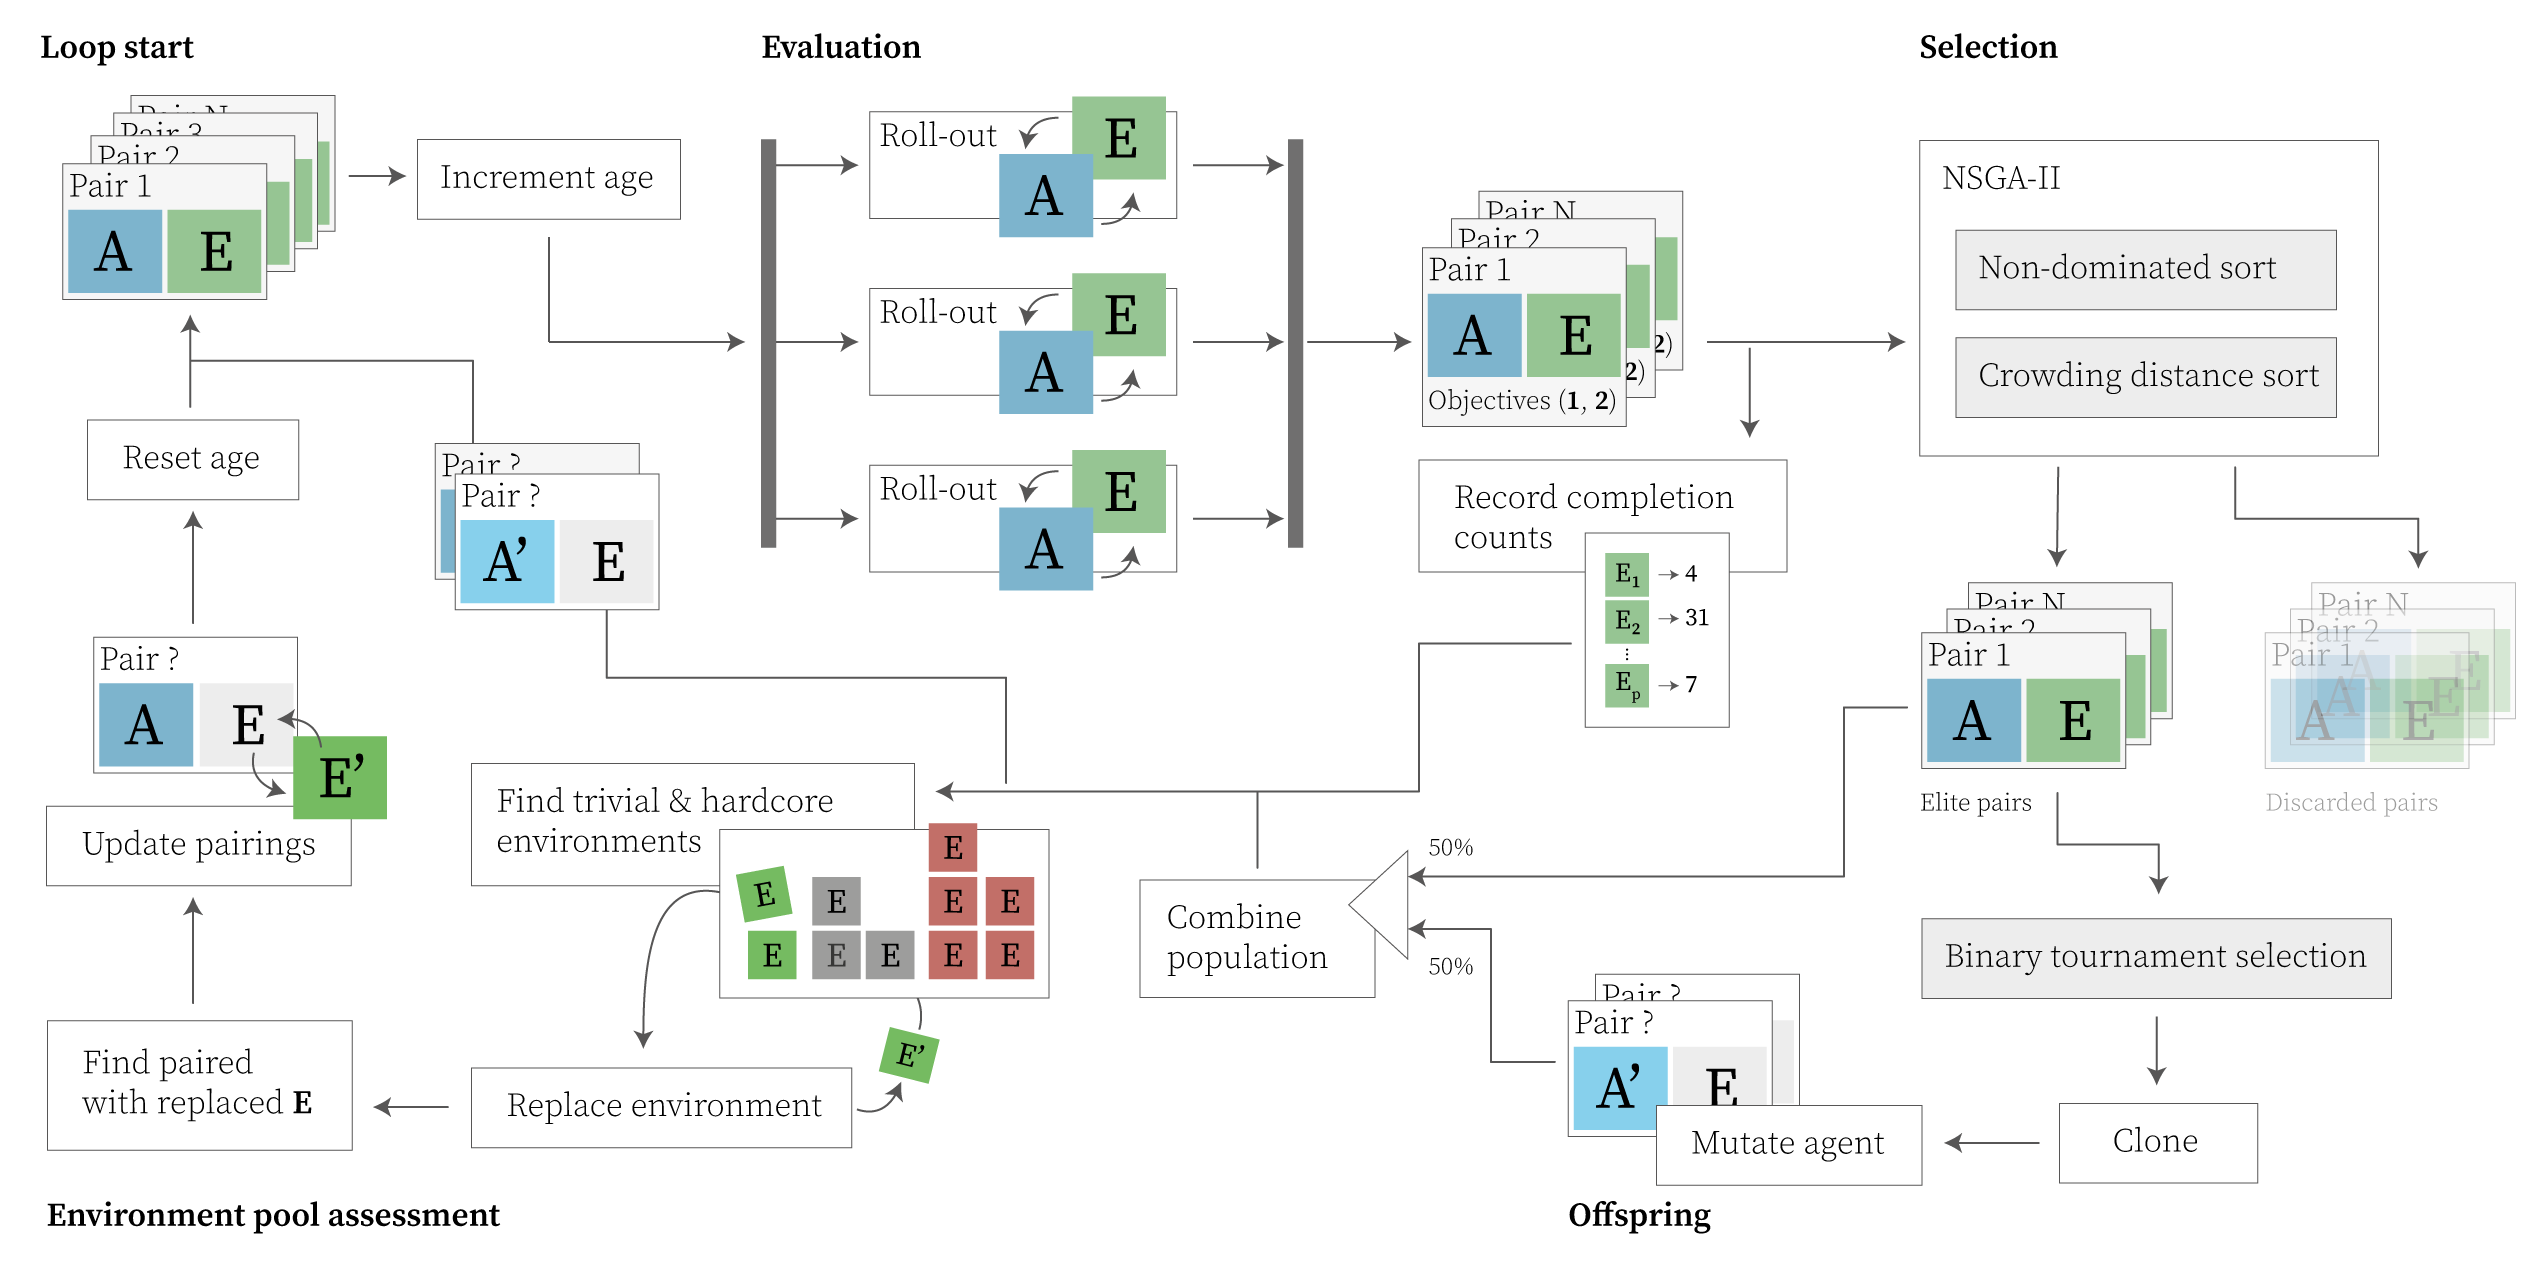 Loop start
Evaluation
Selection
Pair N
Pair 3
Pair 2
Pair 1
A E
Increment age
Roll-out
E
A
Roll-out
E
A
Roll-out
E
A
Pair N
Pair 2
Pair 1
A E
2)
2)
Objectives (1, 2)
NSGA-II
Non-dominated sort
Crowding distance sort
Reset age
Pair ?
Pair ?
A’ E
Record completion
counts
E1 → 4
E2 → 31
⋮
Ep → 7
Pair ?
A E
E’
Update pairings
Find trivial & hardcore
environments
E
E E E E
E E E E E
E’
Find paired
with replaced E
Replace environment
Combine
population
50%
50%
Pair N
Pair 2
Pair 1
A E
Elite pairs
Pair N
Pair 2
Pair 1
A E
A E
A E
Discarded pairs
Binary tournament selection
Pair ?
Pair ?
A’ E
Mutate agent
Clone
Environment pool assessment
Offspring